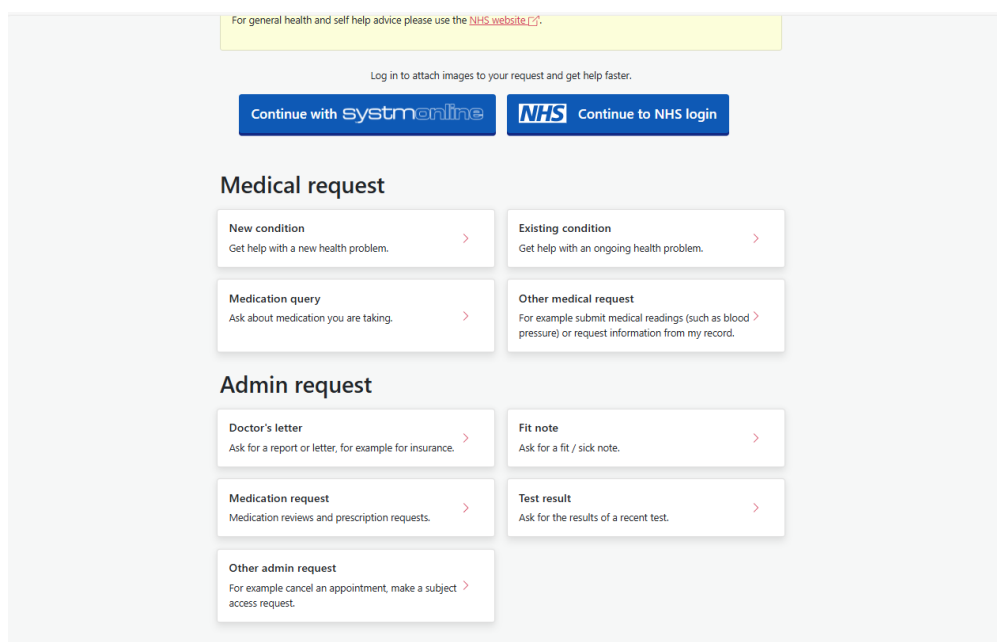 For general health and self help advice please use the NHS website.
Log in to attach images to your request and get help faster.
Continue with systmonline
NHS Continue to NHS login
Medical request
New condition
Get help with a new health problem.
Existing condition
Get help with an ongoing health problem.
Medication query
Ask about medication you are taking.
Other medical request
For example submit medical readings (such as blood
pressure) or request information from my record.
Admin request
Doctor's letter
Ask for a report or letter, for example for insurance.
Fit note
Ask for a fit / sick note.
Medication request
Medication reviews and prescription requests.
Test result
Ask for the results of a recent test.
Other admin request
For example cancel an appointment, make a subject
access request.